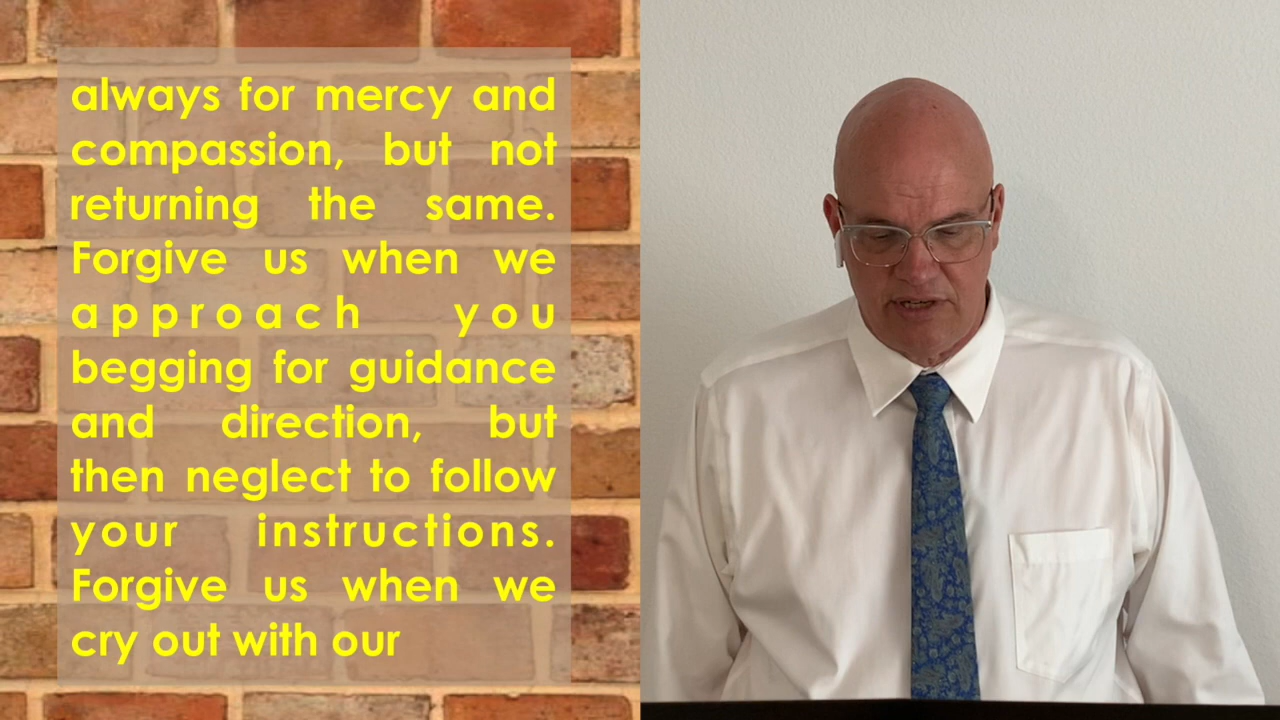 always for mercy and
compassion, but not
returning the same.
Forgive us when we
approach you
begging for guidance
and direction, but
then neglect to follow
your instructions.
Forgive us when we
cry out with our